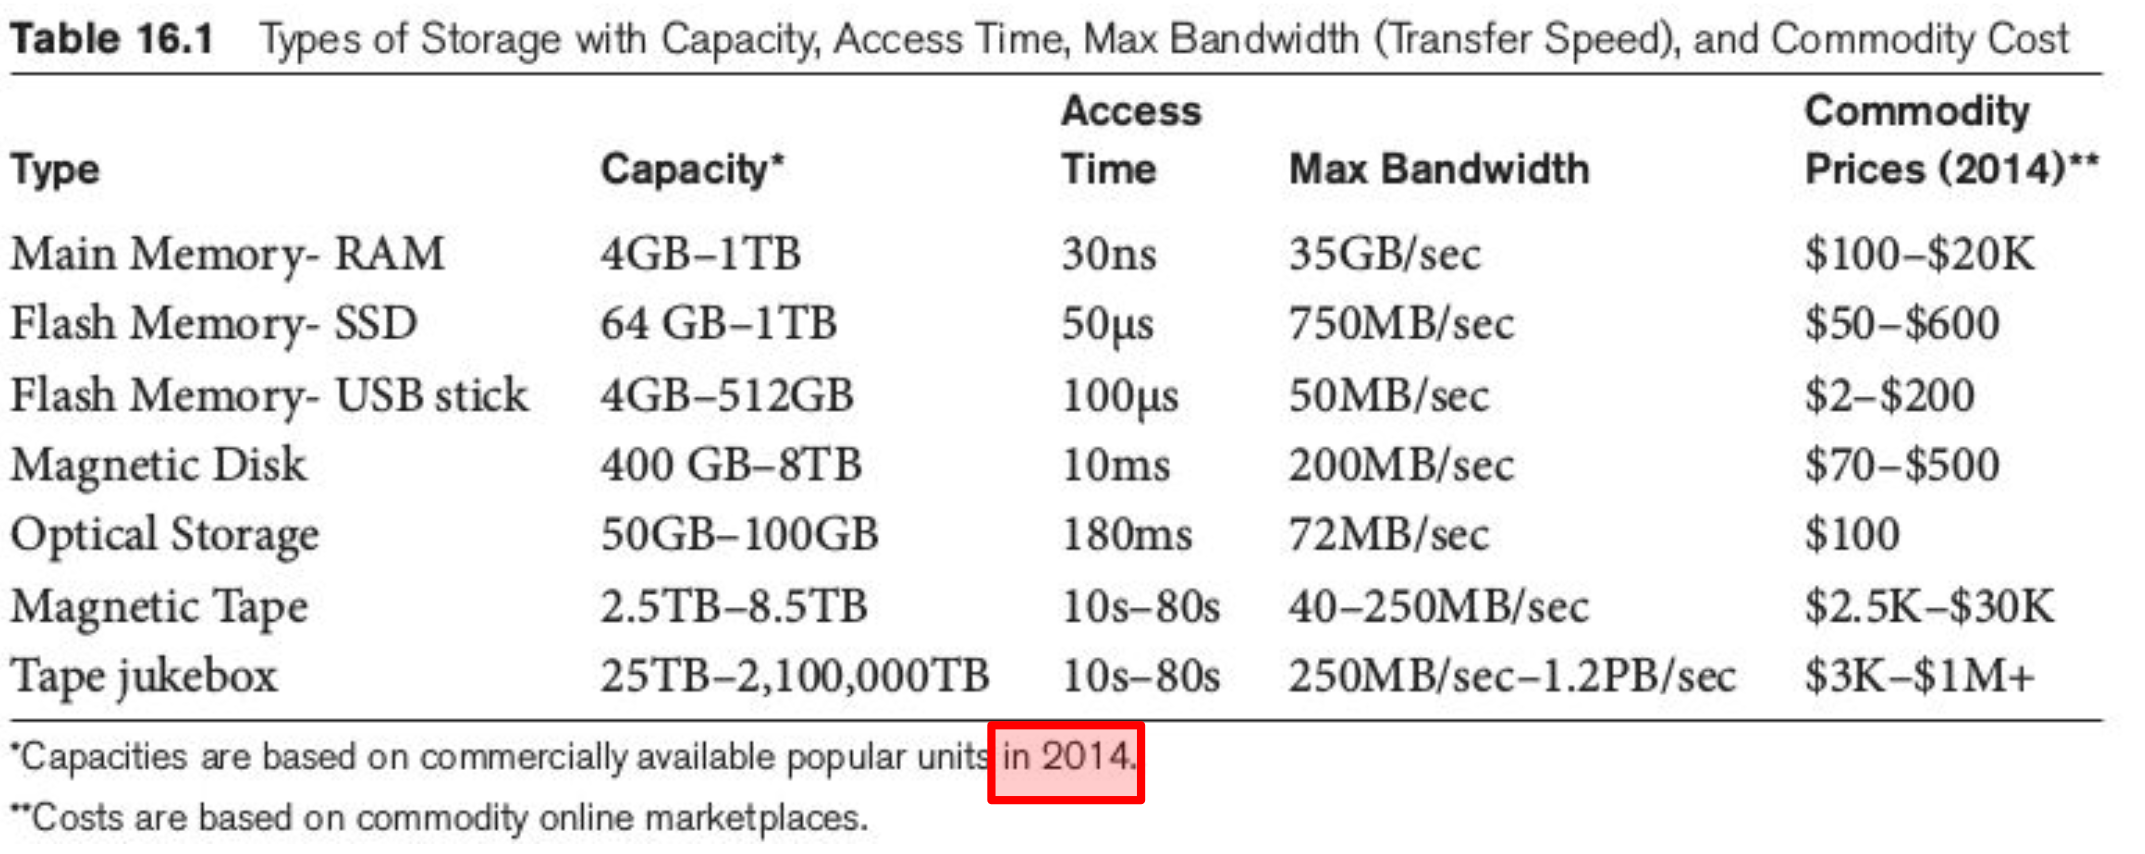 Table 16.1 Types of Storage with Capacity, Access Time, Max Bandwidth (Transfer Speed), and Commodity Cost
Type Capacity* Access Time Max Bandwidth Commodity Prices (2014)**
Main Memory- RAM 4GB–1TB 30ns 35GB/sec $100–$20K
Flash Memory- SSD 64 GB–1TB 50µs 750MB/sec $50–$600
Flash Memory- USB stick 4GB–512GB 100µs 50MB/sec $2–$200
Magnetic Disk 400 GB–8TB 10ms 200MB/sec $70–$500
Optical Storage 50GB–100GB 180ms 72MB/sec $100
Magnetic Tape 2.5TB–8.5TB 10s–80s 40–250MB/sec $2.5K–$30K
Tape jukebox 25TB–2,100,000TB 10s–80s 250MB/sec–1.2PB/sec $3K–$1M+
*Capacities are based on commercially available popular units in 2014.
**Costs are based on commodity online marketplaces.